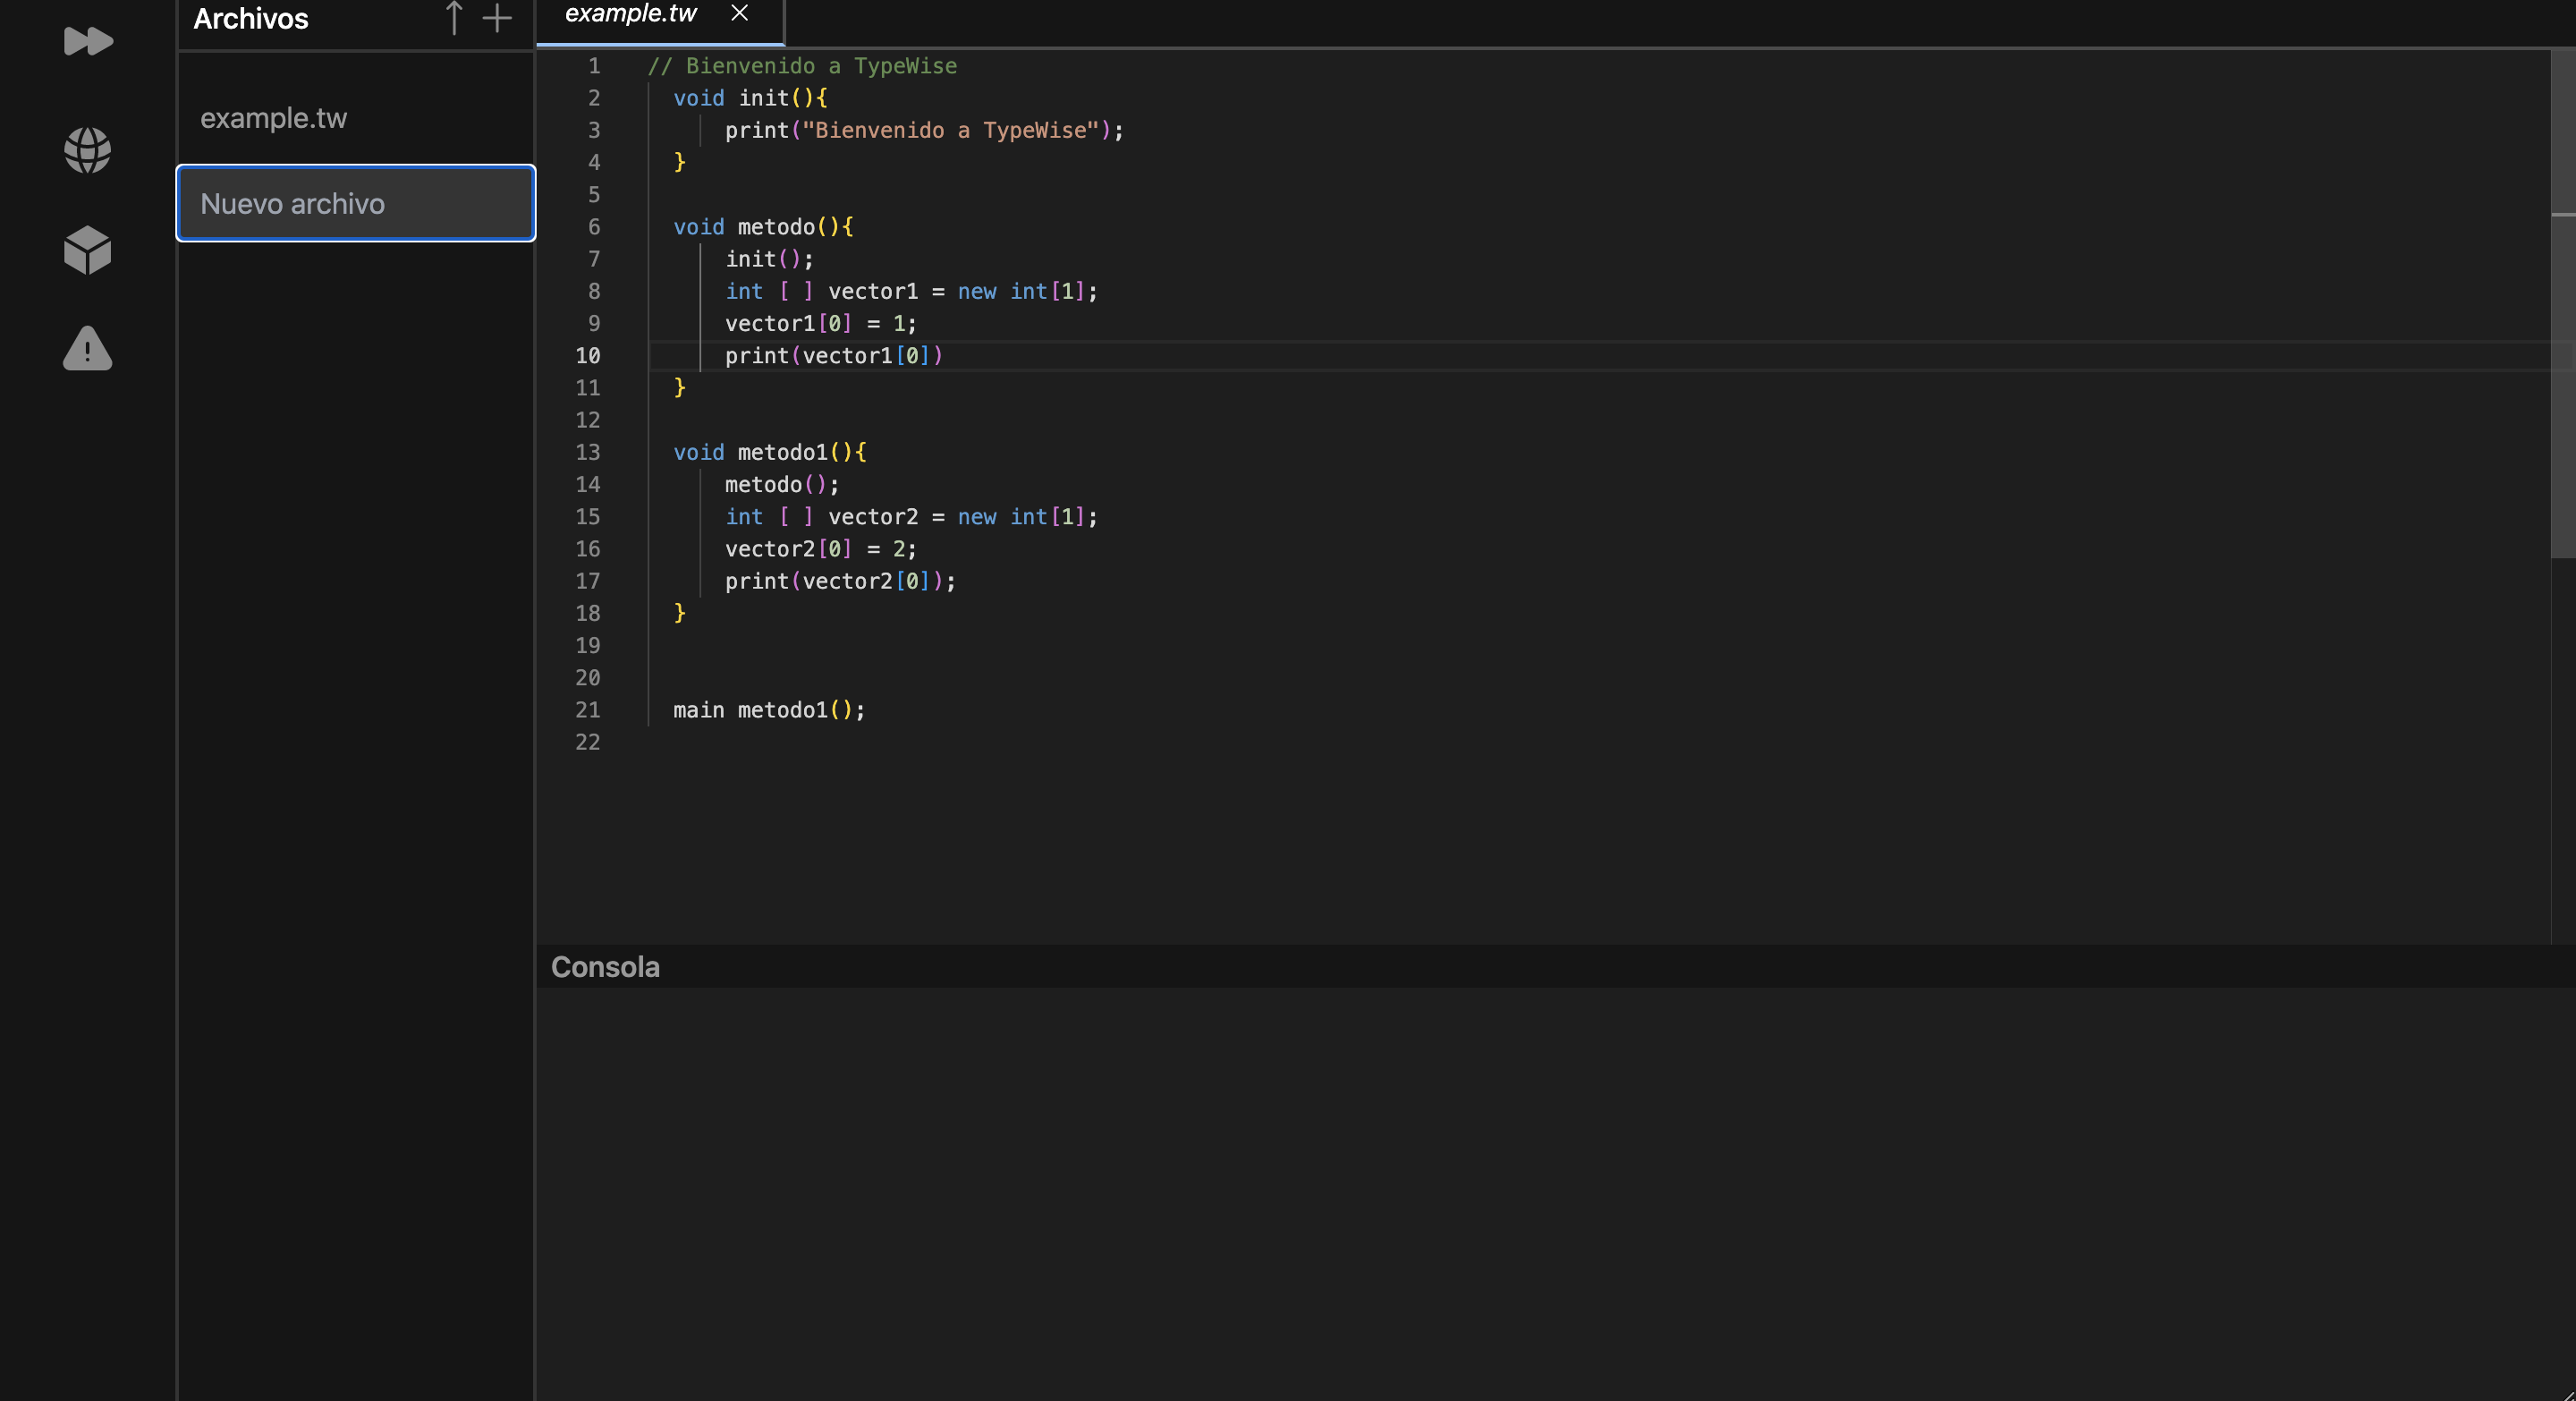 Archivos
example.tw
Nuevo archivo
example.tw
1 // Bienvenido a TypeWise
2 void init(){
3 print("Bienvenido a TypeWise");
4 }
5
6 void metodo(){
7 init();
8 int [ ] vector1 = new int[1];
9 vector1[0] = 1;
10 print(vector1[0])
11 }
12
13 void metodo1(){
14 metodo();
15 int [ ] vector2 = new int[1];
16 vector2[0] = 2;
17 print(vector2[0]);
18 }
19
20
21 main metodo1();
22
Consola